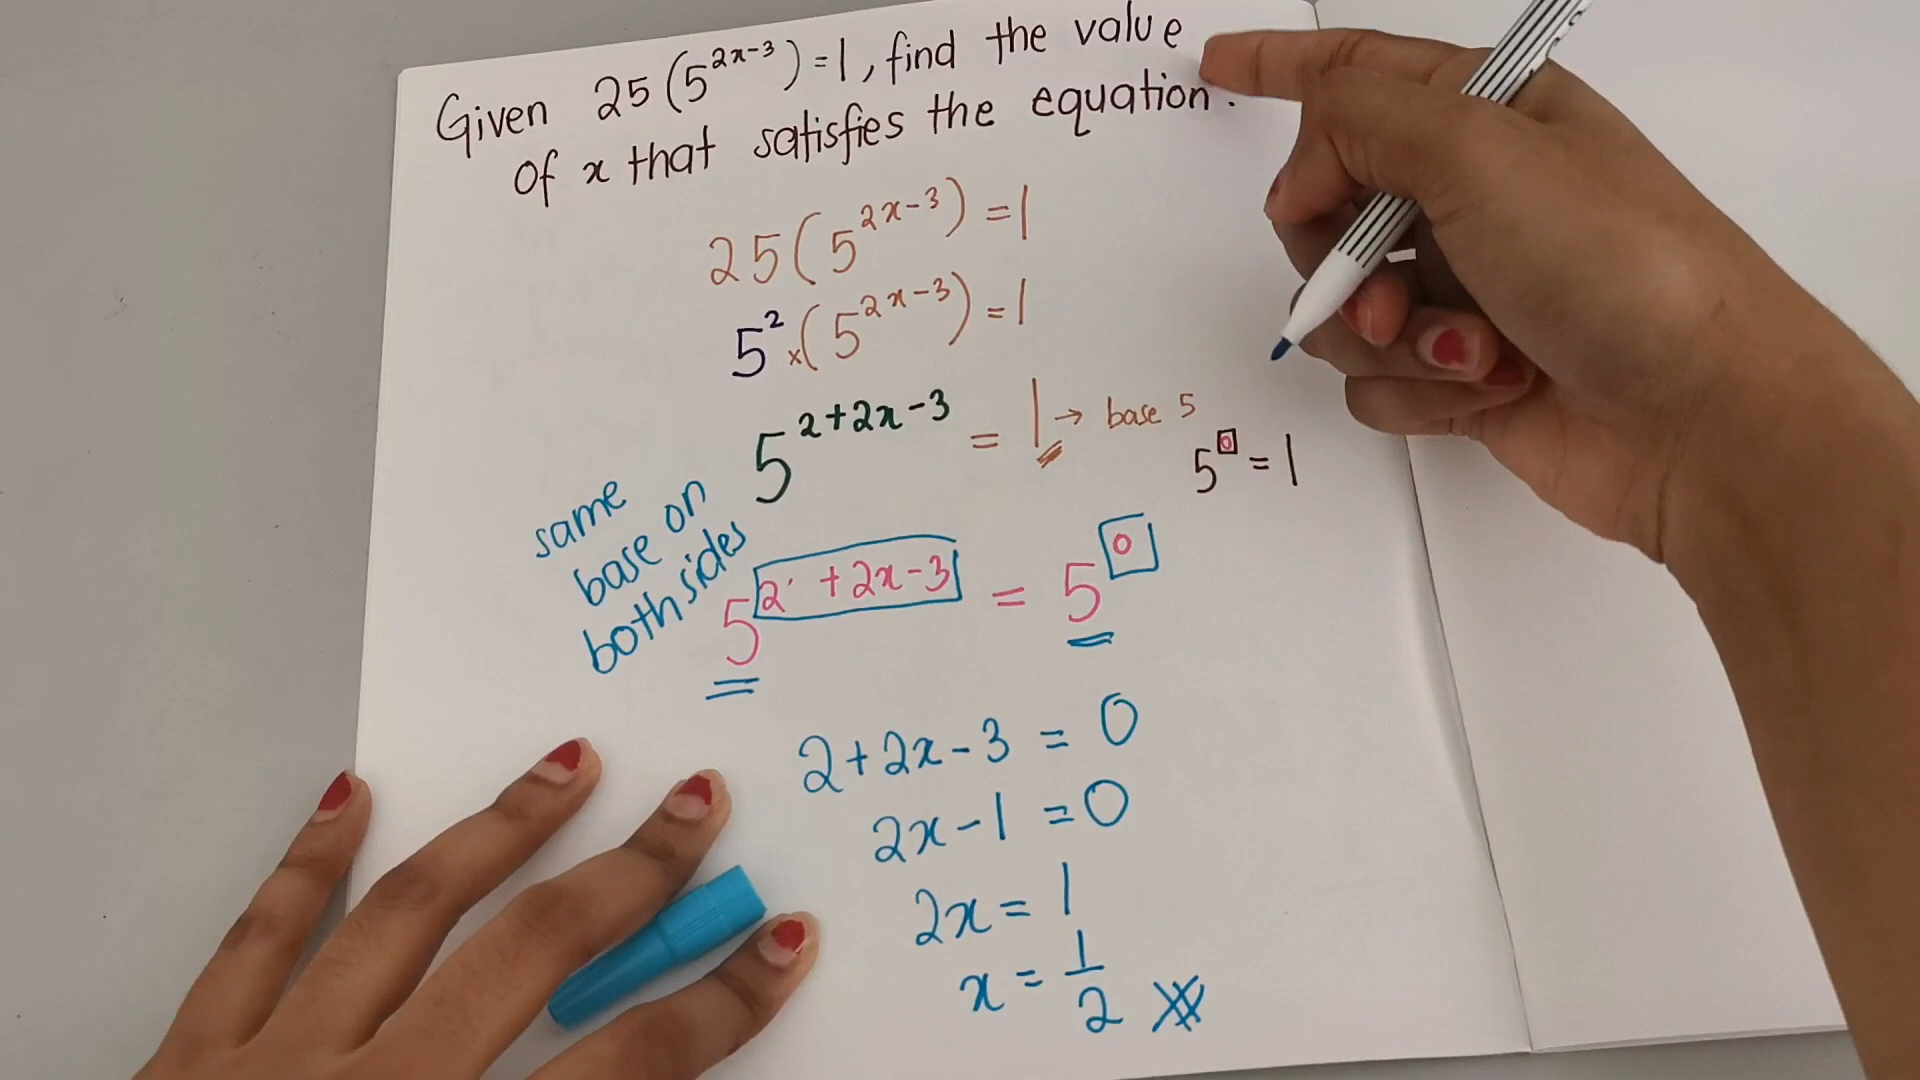 Given 25(5^{2x-3})=1, find the value
of x that satisfies the equation.
25(5^{2x-3})=1
5^{2}×(5^{2x-3})=1
5^{2+2x-3} = 1 → base 5
5^{0}=1
same
base on
both sides
5^{2+2x-3} = 5^{0}
2+2x-3 = 0
2x-1 = 0
2x = 1
x = 1/2